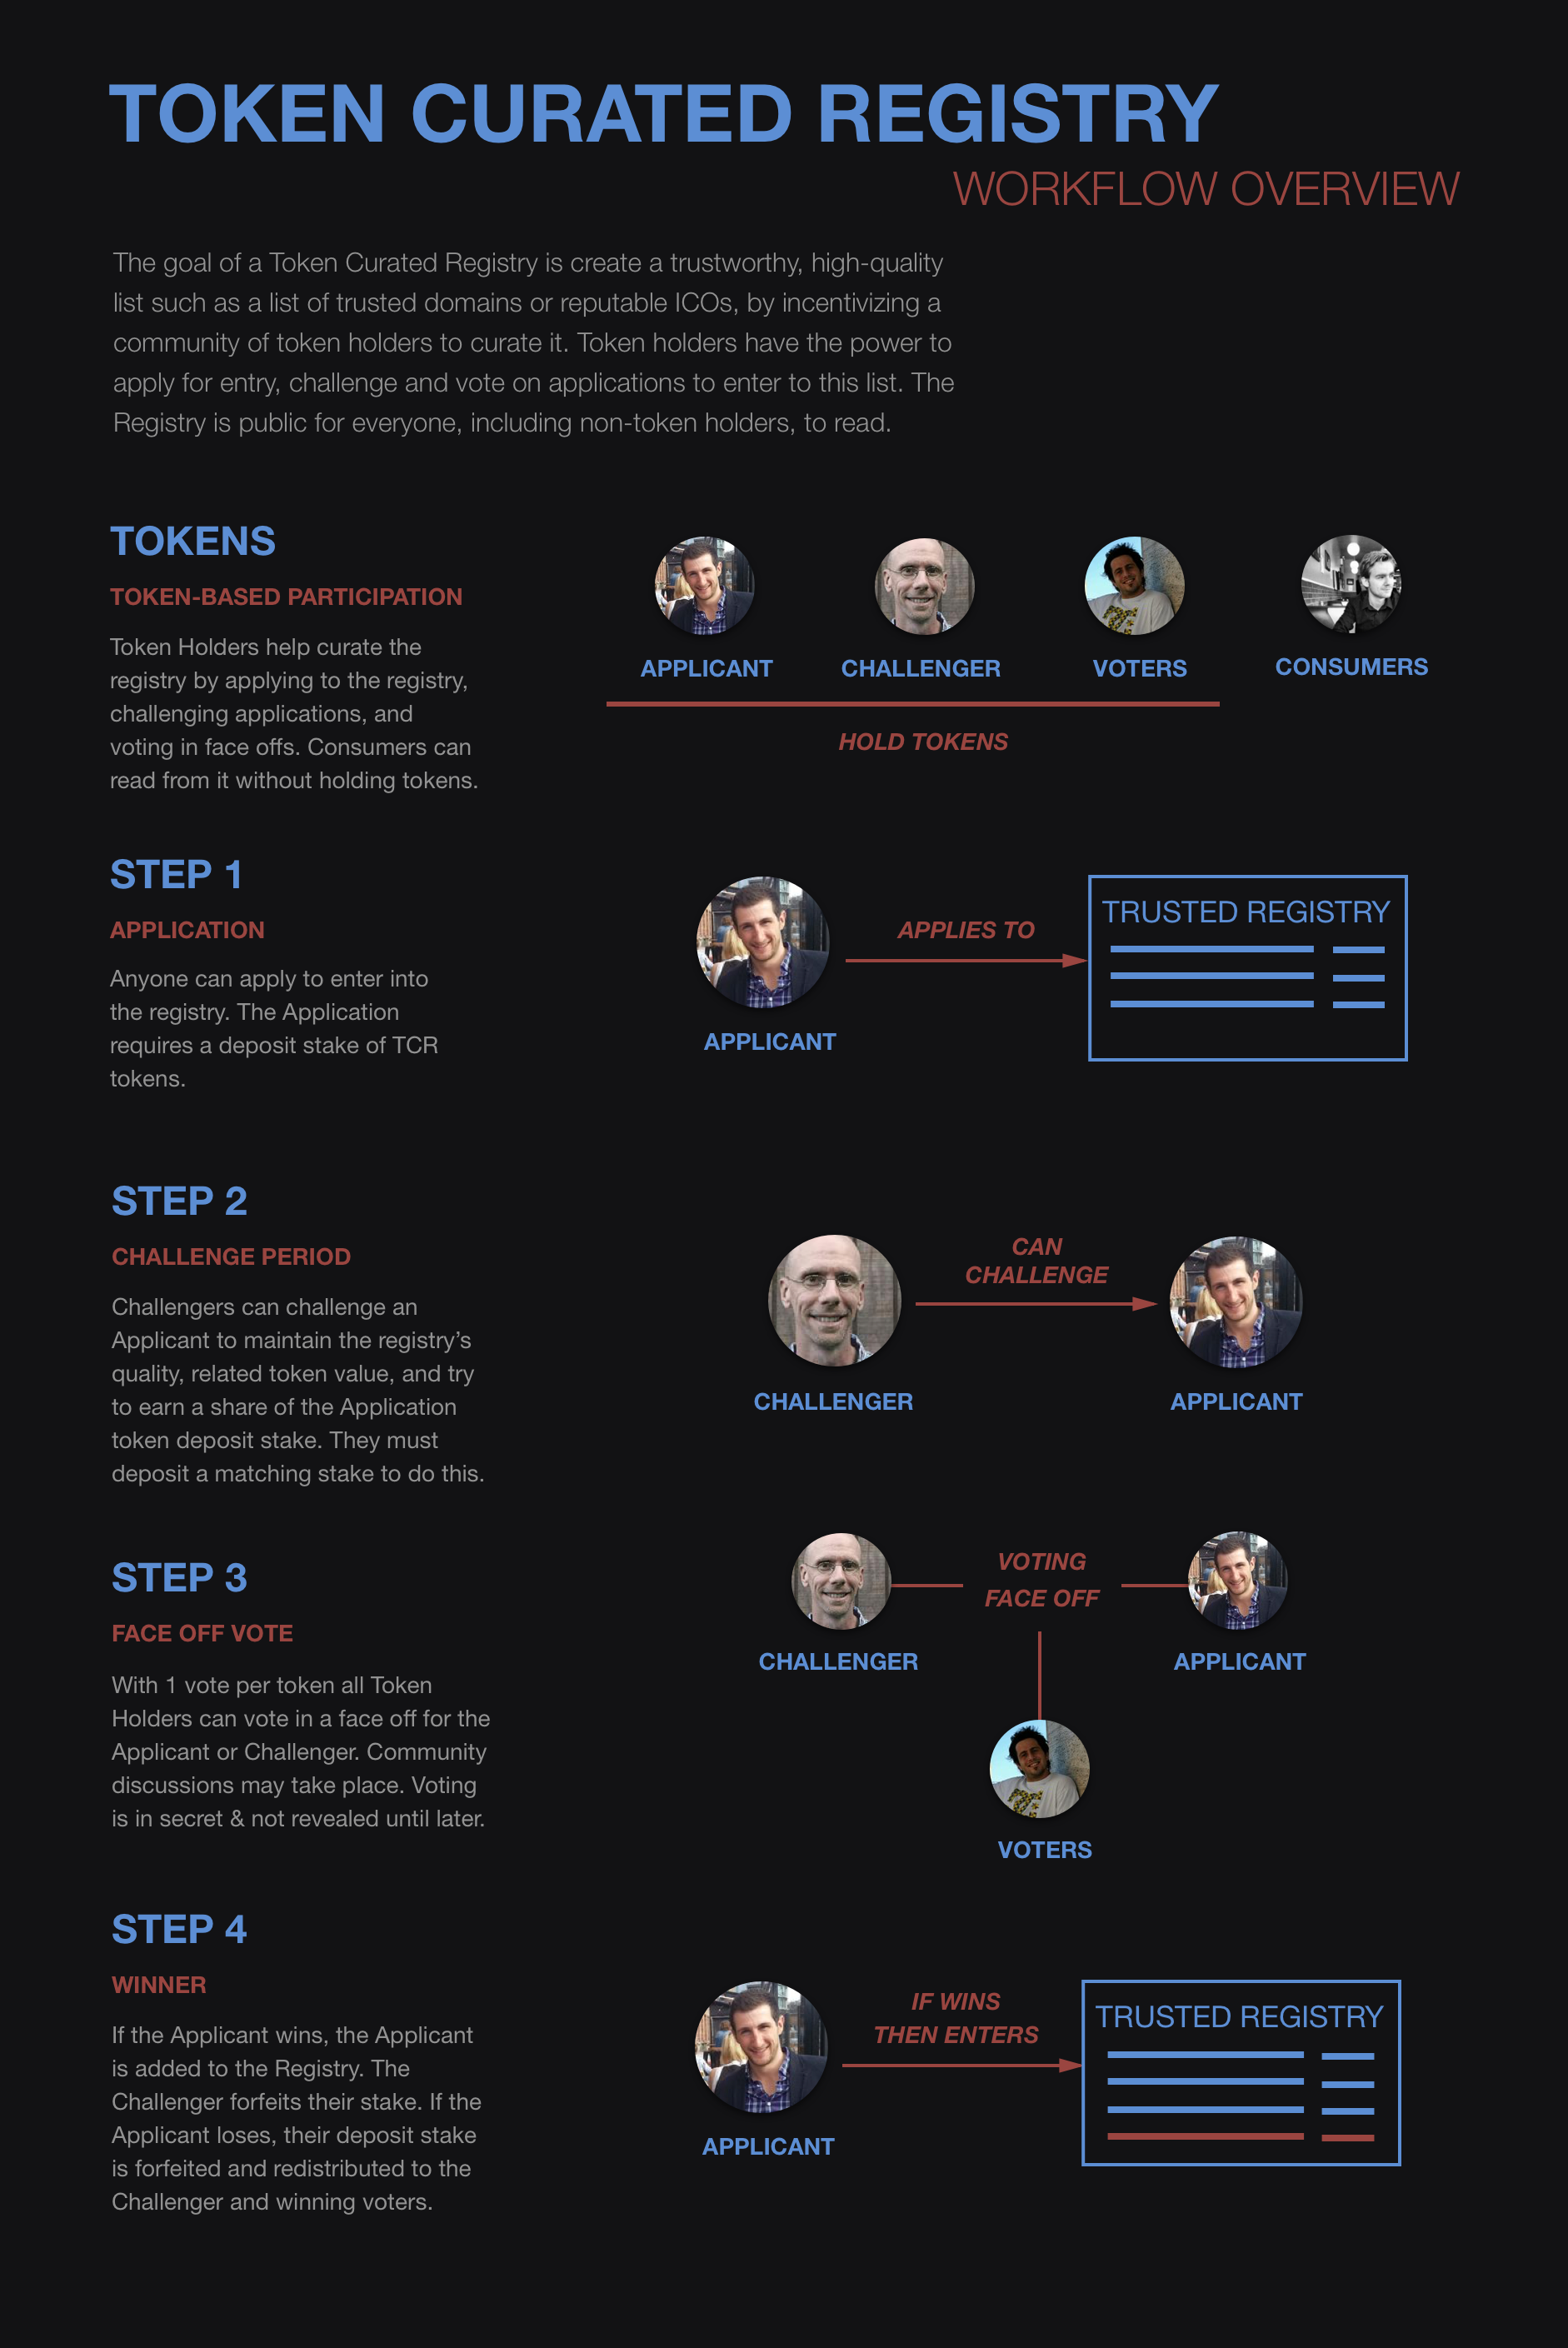 TOKEN CURATED REGISTRY
WORKFLOW OVERVIEW
The goal of a Token Curated Registry is create a trustworthy, high-quality
list such as a list of trusted domains or reputable ICOs, by incentivizing a
community of token holders to curate it. Token holders have the power to
apply for entry, challenge and vote on applications to enter to this list. The
Registry is public for everyone, including non-token holders, to read.
TOKENS
TOKEN-BASED PARTICIPATION
Token Holders help curate the
registry by applying to the registry,
challenging applications, and
voting in face offs. Consumers can
read from it without holding tokens.
APPLICANT
CHALLENGER
VOTERS
CONSUMERS
HOLD TOKENS
STEP 1
APPLICATION
Anyone can apply to enter into
the registry. The Application
requires a deposit stake of TCR
tokens.
APPLICANT
APPLIES TO
TRUSTED REGISTRY
STEP 2
CHALLENGE PERIOD
Challengers can challenge an
Applicant to maintain the registry’s
quality, related token value, and try
to earn a share of the Application
token deposit stake. They must
deposit a matching stake to do this.
CHALLENGER
CAN
CHALLENGE
APPLICANT
STEP 3
FACE OFF VOTE
With 1 vote per token all Token
Holders can vote in a face off for the
Applicant or Challenger. Community
discussions may take place. Voting
is in secret & not revealed until later.
CHALLENGER
VOTING
FACE OFF
APPLICANT
VOTERS
STEP 4
WINNER
If the Applicant wins, the Applicant
is added to the Registry. The
Challenger forfeits their stake. If the
Applicant loses, their deposit stake
is forfeited and redistributed to the
Challenger and winning voters.
APPLICANT
IF WINS
THEN ENTERS
TRUSTED REGISTRY